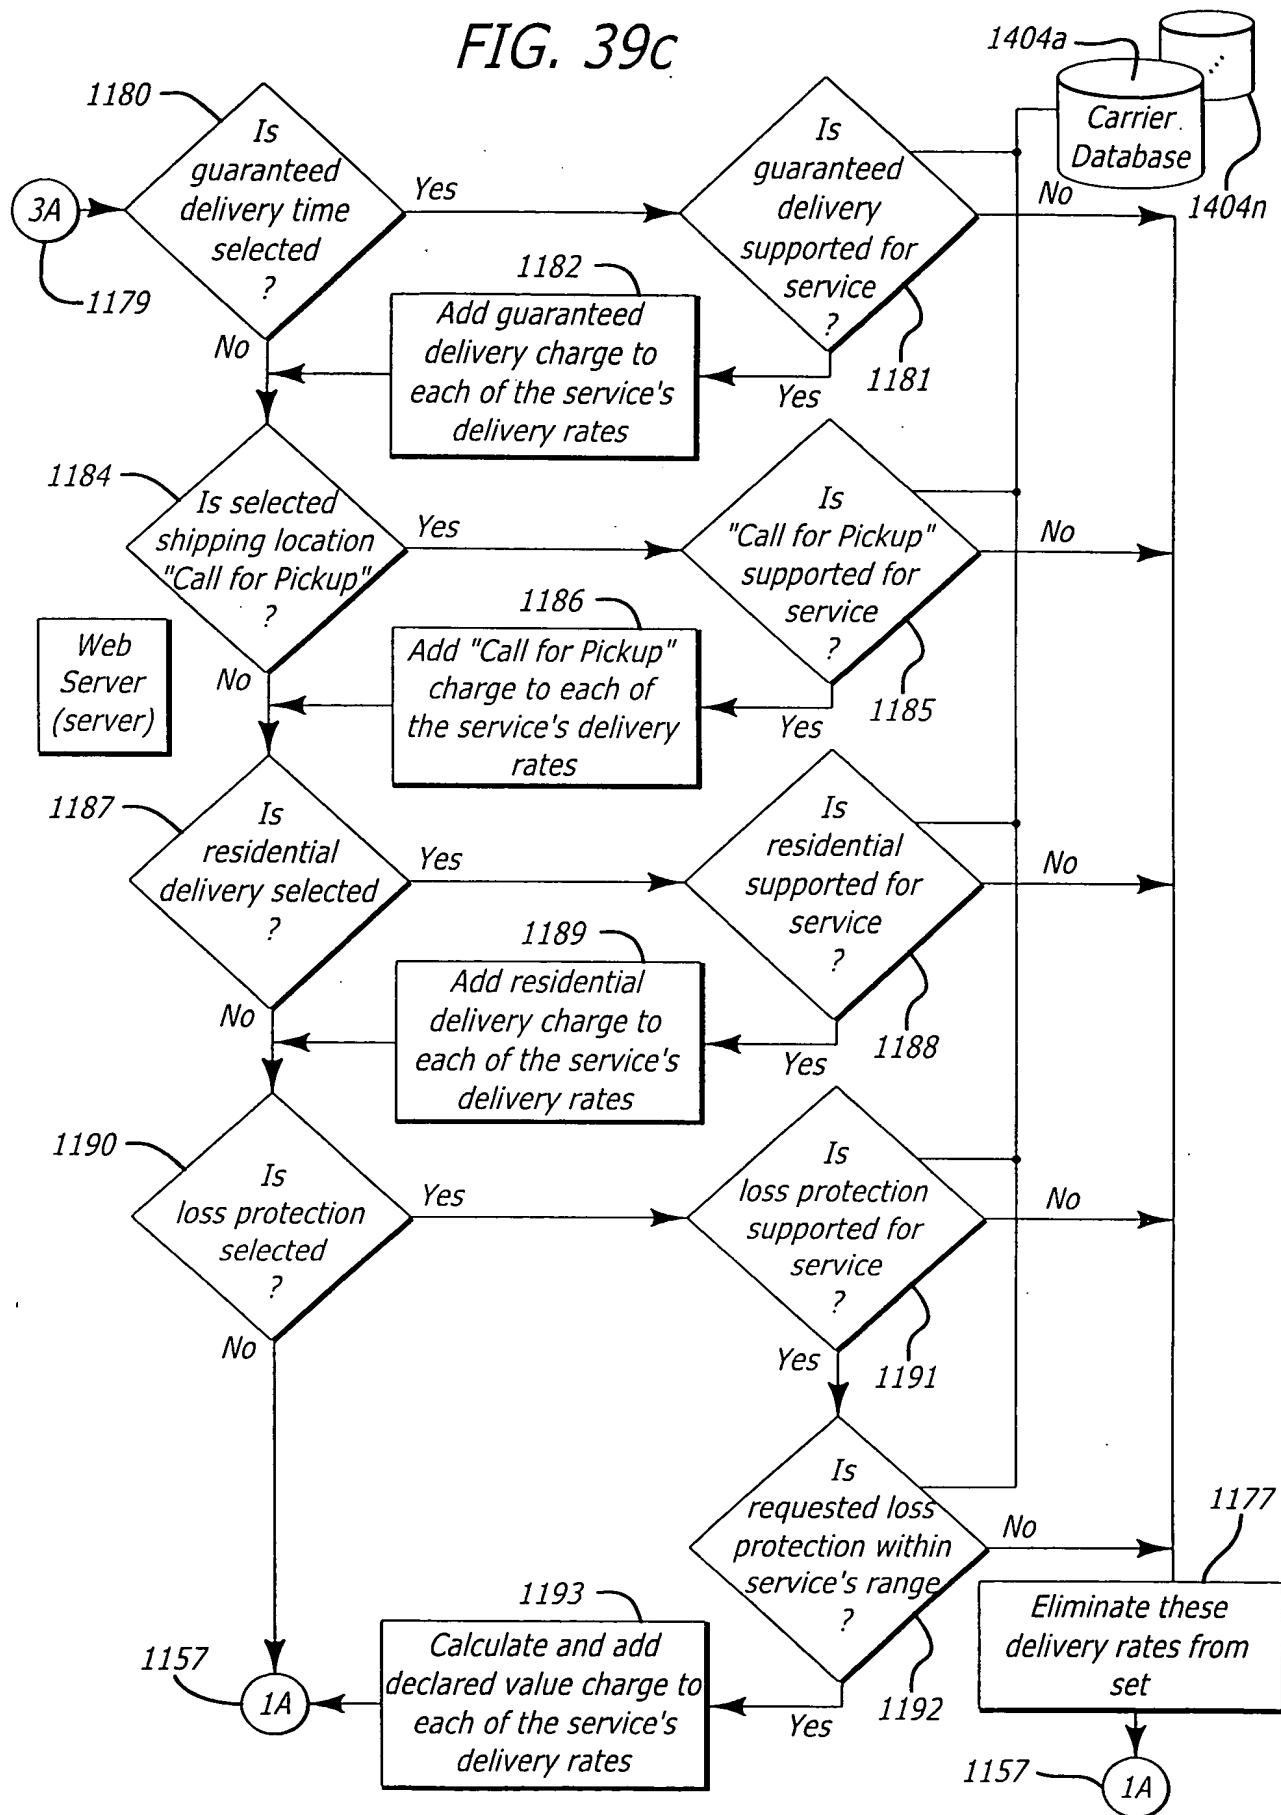 FIG. 39c
1404a
Carrier
Database
1404n
1180
Is
guaranteed
delivery time
selected
?
3A
1179
Yes
No
Is
guaranteed
delivery
supported for
service
?
1181
No
Yes
1182
Add guaranteed
delivery charge to
each of the service's
delivery rates
1184
Is selected
shipping location
"Call for Pickup"
?
Yes
No
Is
"Call for Pickup"
supported for
service
?
1185
No
Yes
1186
Add "Call for Pickup"
charge to each of
the service's delivery
rates
Web
Server
(server)
1187
Is
residential
delivery selected
?
Yes
No
Is
residential
supported for
service
?
1188
No
Yes
1189
Add residential
delivery charge to
each of the service's
delivery rates
1190
Is
loss protection
selected
?
Yes
No
Is
loss protection
supported for
service
?
1191
No
Yes
Is
requested loss
protection within
service's range
?
1192
No
Yes
1177
Eliminate these
delivery rates from
set
1193
Calculate and add
declared value charge to
each of the service's
delivery rates
1157
1A
1157
1A